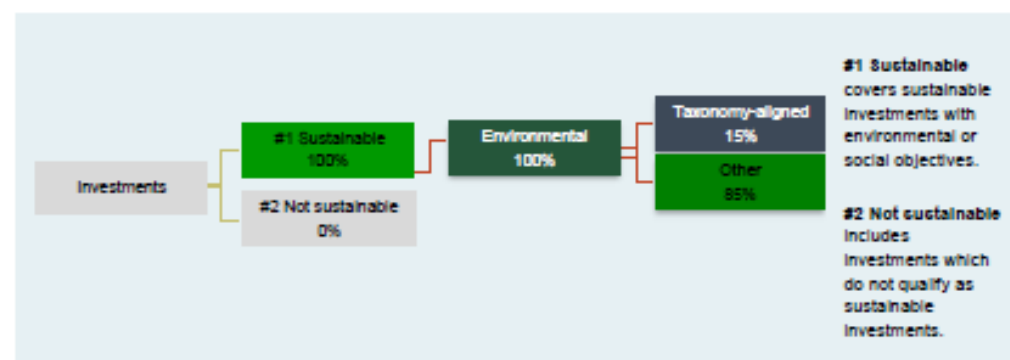 Investments
#1 Sustainable
100%
#2 Not sustainable
0%
Environmental
100%
Taxonomy-aligned
15%
Other
85%
#1 Sustainable
covers sustainable
investments with
environmental or
social objectives.
#2 Not sustainable
includes
investments which
do not qualify as
sustainable
investments.